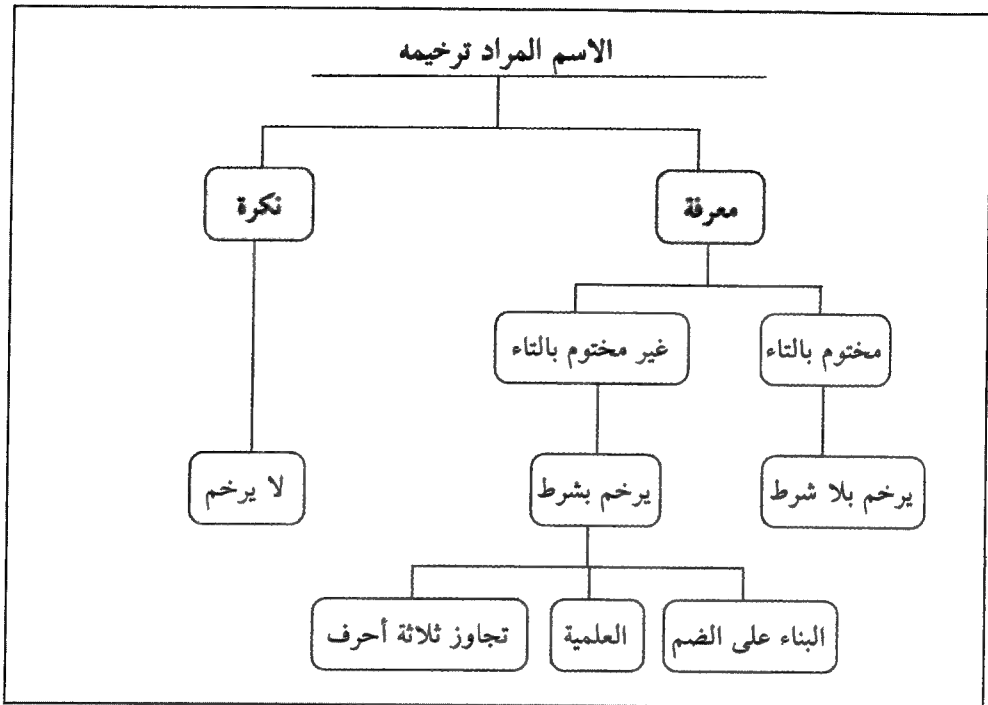 الاسم المراد ترخيمه
معرفة
نكرة
مختوم بالتاء
غير مختوم بالتاء
يرخم بلا شرط
يرخم بشرط
لا يرخم
البناء على الضم
العلمية
تجاوز ثلاثة أحرف